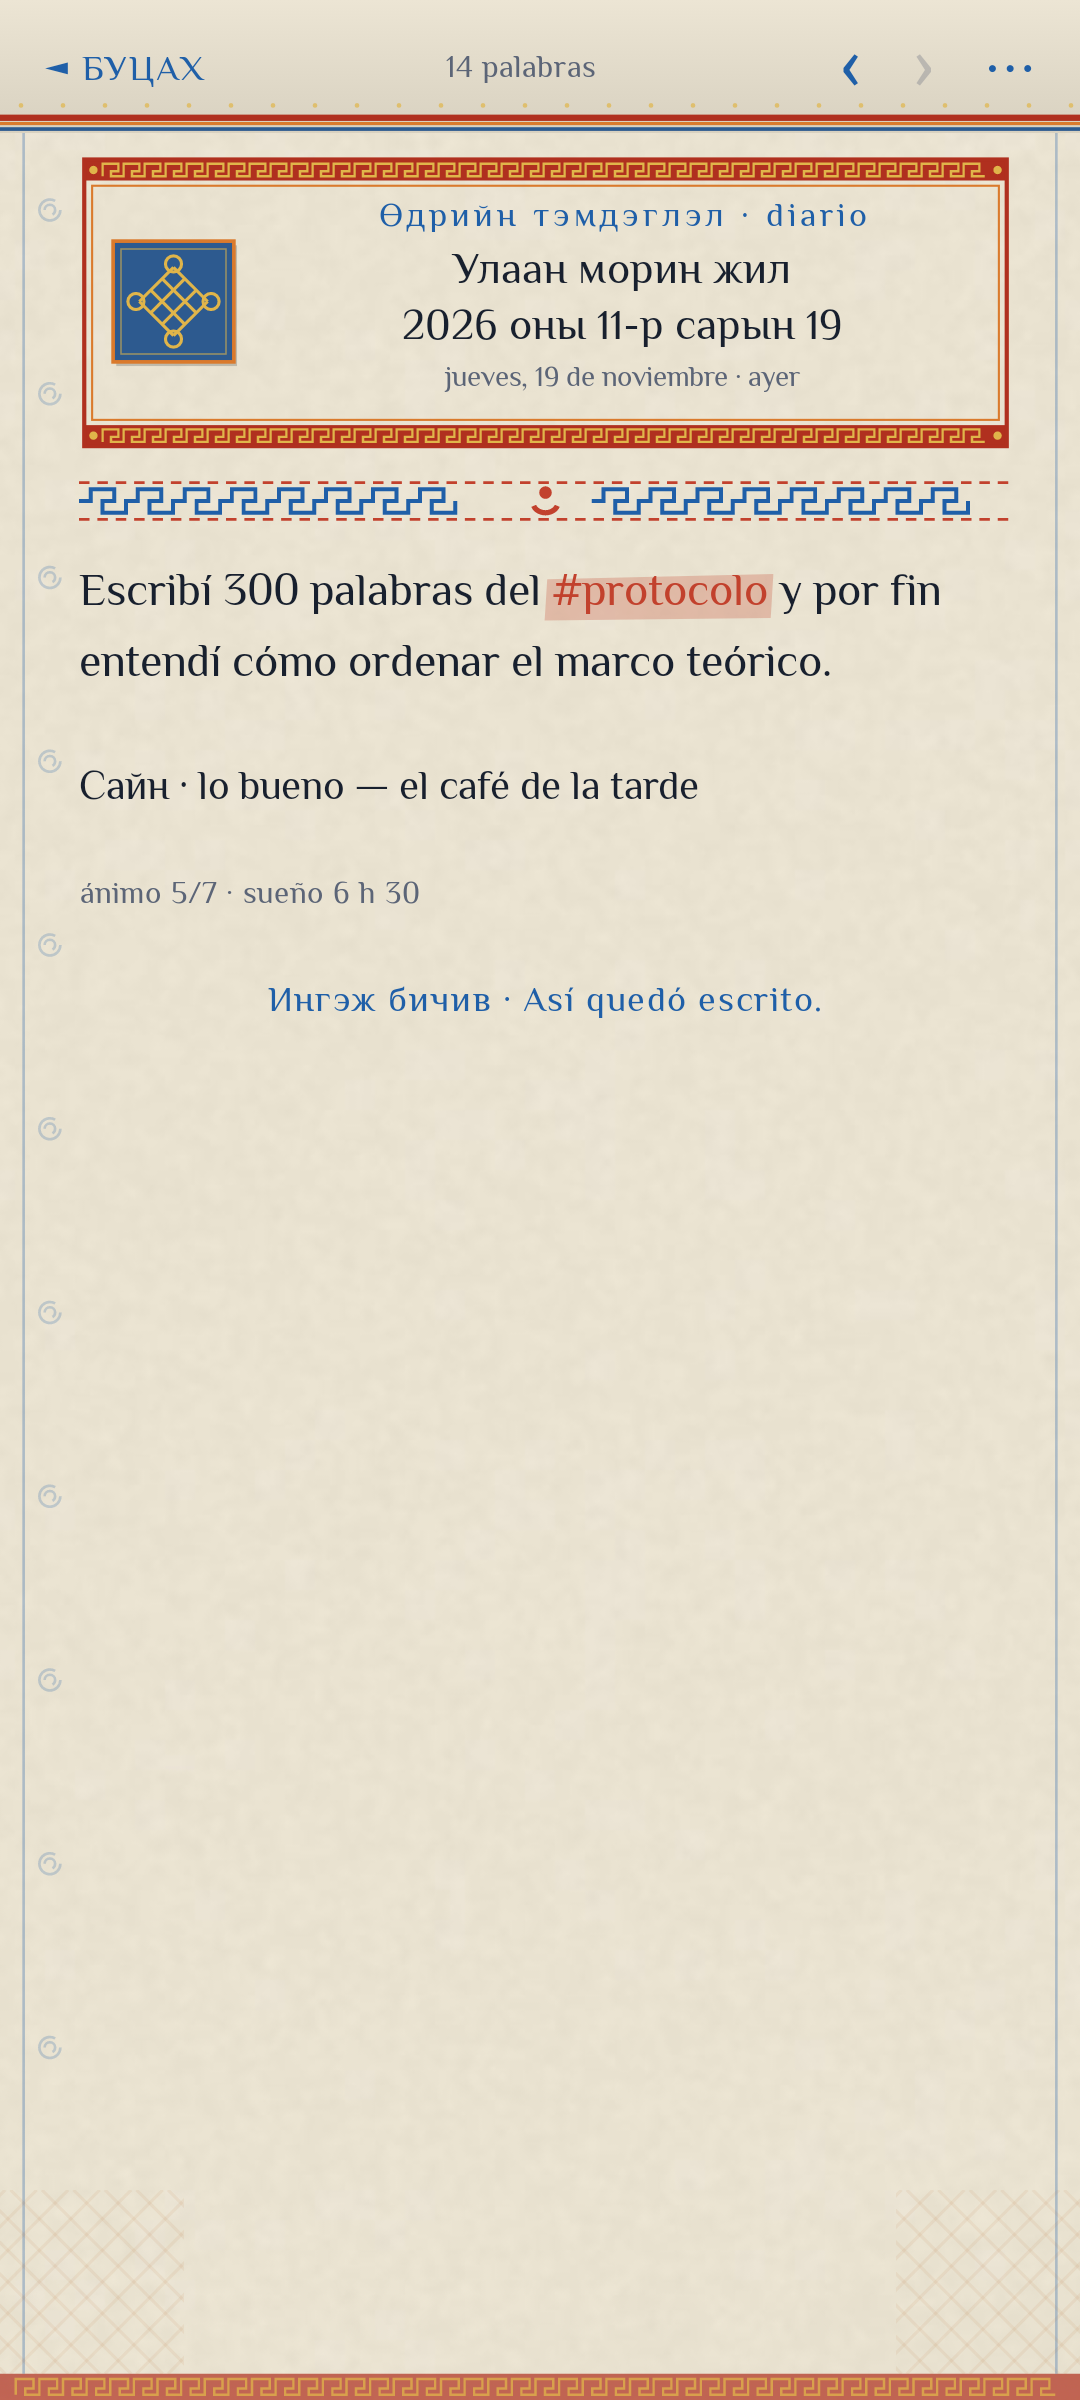 ◄ БУЦАХ 14 palabras ‹ › •••
Өдрийн тэмдэглэл · diario
Улаан морин жил
2026 оны 11-р сарын 19
jueves, 19 de noviembre · ayer
Escribí 300 palabras del #protocolo y por fin
entendí cómo ordenar el marco teórico.
Сайн · lo bueno — el café de la tarde
ánimo 5/7 · sueño 6 h 30
Ингэж бичив · Así quedó escrito.